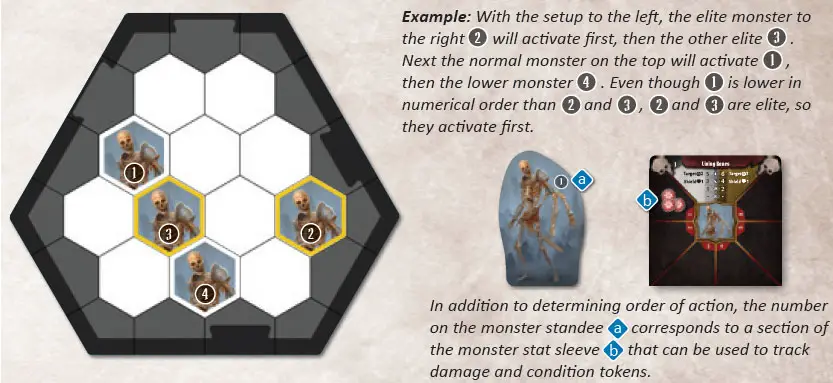 Example: With the setup to the left, the elite monster to
the right 2 will activate first, then the other elite 3 .
Next the normal monster on the top will activate 1 ,
then the lower monster 4 . Even though 1 is lower in
numerical order than 2 and 3 , 2 and 3 are elite, so
they activate first.
1
3
2
4
1
a
b
1
Living Bones
In addition to determining order of action, the number
on the monster standee a corresponds to a section of
the monster stat sleeve b that can be used to track
damage and condition tokens.